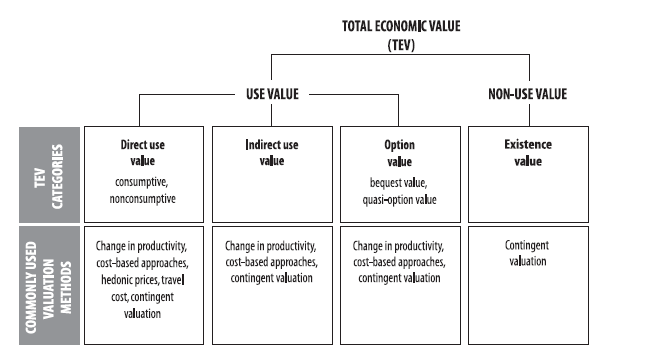 TOTAL ECONOMIC VALUE
(TEV)
USE VALUE
NON-USE VALUE
TEV
CATEGORIES
Direct use
value
consumptive,
nonconsumptive
Indirect use
value
Option
value
bequest value,
quasi-option value
Existence
value
COMMONLY USED
VALUATION
METHODS
Change in productivity,
cost-based approaches,
hedonic prices, travel
cost, contingent
valuation
Change in productivity,
cost-based approaches,
contingent valuation
Change in productivity,
cost-based approaches,
contingent valuation
Contingent
valuation